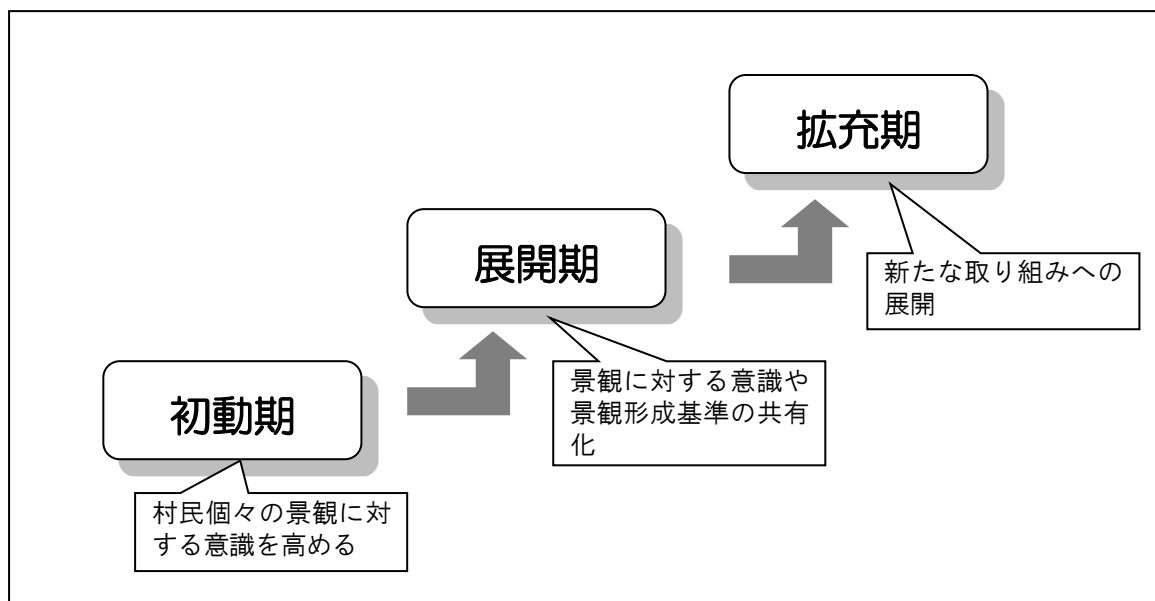 拡充期
新たな取り組みへの
展開
展開期
景観に対する意識や
景観形成基準の共有
化
初動期
村民個々の景観に対
する意識を高める